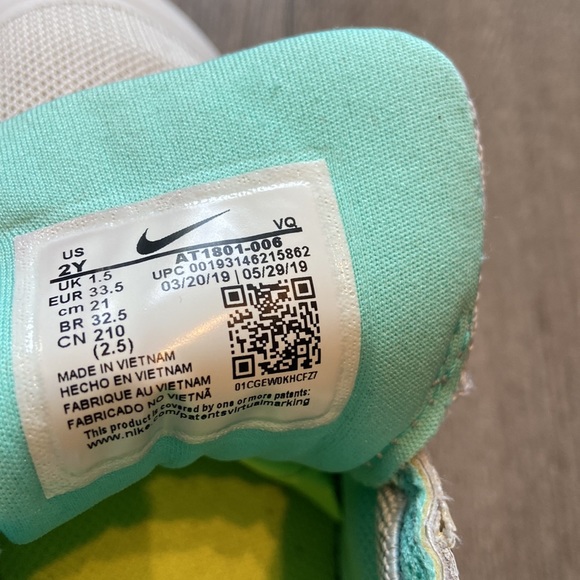 US VQ
2Y AT1801-006
UK 1.5 UPC 00193146215862
EUR 33.5 03/20/19 05/29/19
cm 21
BR 32.5
CN 210
(2.5)
01CGEW0KHCFZ7
MADE IN VIETNAM
HECHO EN VIETNAM
FABRIQUE AU VIETNAM
FABRICADO NO VIETNÃ
This product is covered by one or more patents
www.nike.com/patentsvirtualmarking